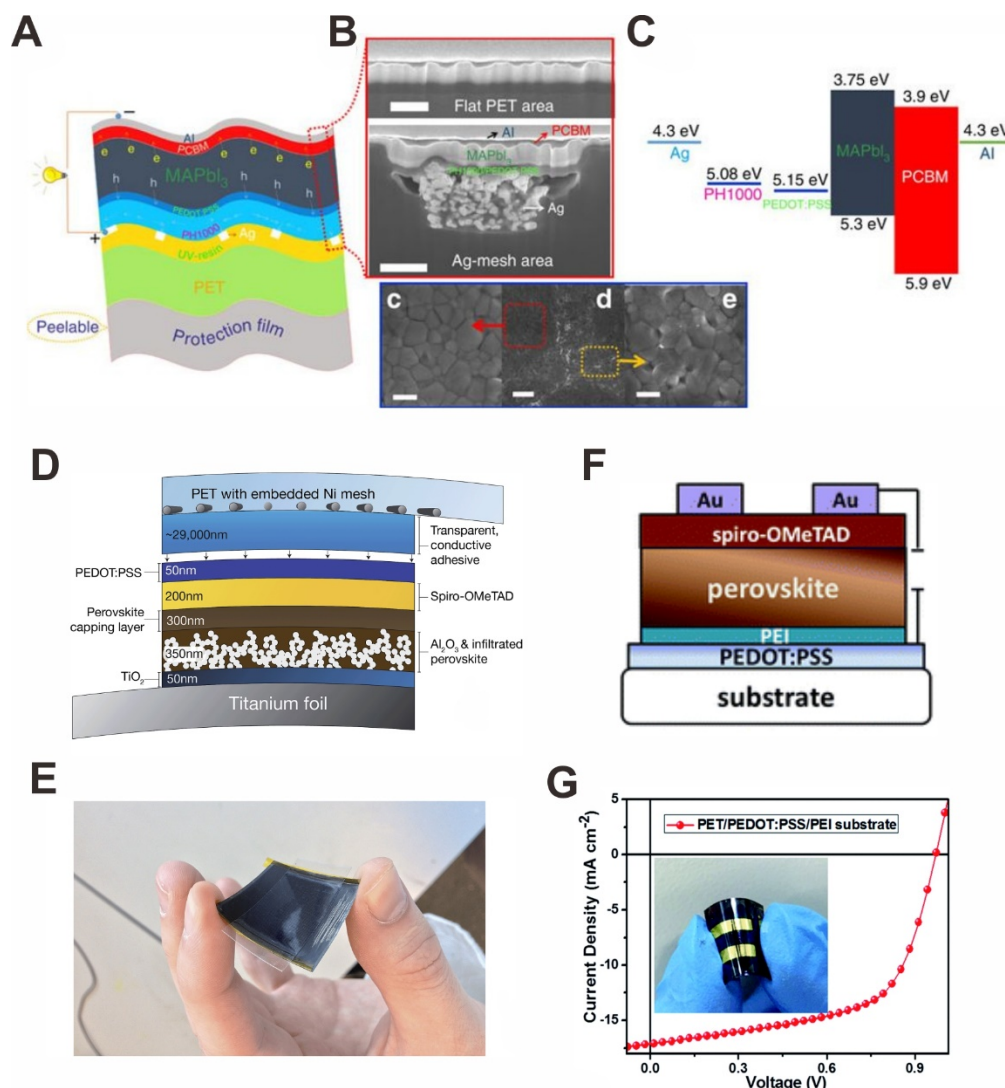 A
B
C
−
Al
PCBM
e e e e e e
MAPbI3
h h h h
PEDOT:PSS
PH1000
Ag
+
UV-resin
PET
Peelable
Protection film
Flat PET area
Al
PCBM
MAPbI3
Ag
Ag-mesh area
c
d
e
3.75 eV
3.9 eV
4.3 eV
4.3 eV
Ag
Al
5.08 eV
5.15 eV
PH1000
PEDOT:PSS
MAPbI3
PCBM
5.3 eV
5.9 eV
D
PET with embedded Ni mesh
~29,000nm
Transparent,
conductive
adhesive
PEDOT:PSS
50nm
200nm
Spiro-OMeTAD
Perovskite
capping layer
300nm
350nm
Al2O3 & infiltrated
perovskite
TiO2
50nm
Titanium foil
F
Au
Au
spiro-OMeTAD
perovskite
PEI
PEDOT:PSS
substrate
E
G
PET/PEDOT:PSS/PEI substrate
Current Density (mA cm-2)
5
0
-5
-10
-15
0.0
0.3
0.6
0.9
Voltage (V)